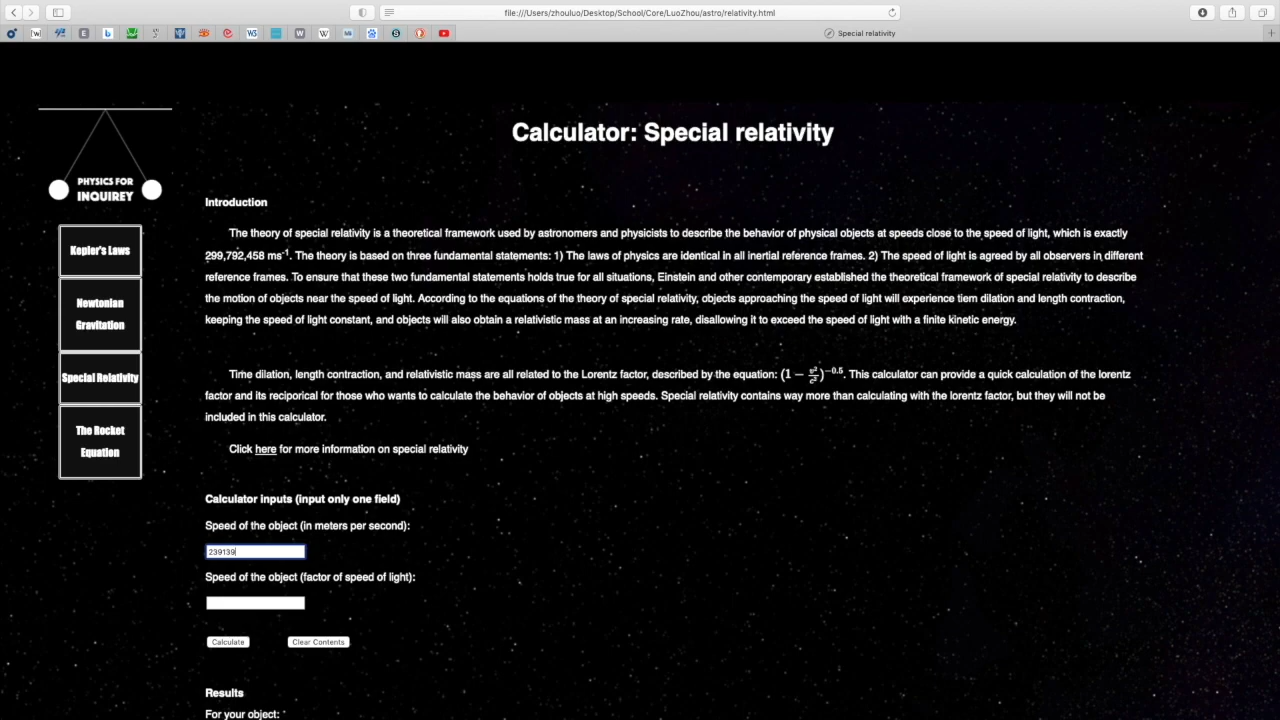 file:///Users/zhouluo/Desktop/School/Core/LuoZhou/astro/relativity.html
Special relativity
PHYSICS FOR
INQUIREY
Kepler's Laws
Newtonian
Gravitation
Special Relativity
The Rocket
Equation
Calculator: Special relativity
Introduction
The theory of special relativity is a theoretical framework used by astronomers and physicists to describe the behavior of physical objects at speeds close to the speed of light, which is exactly
299,792,458 ms⁻¹. The theory is based on three fundamental statements: 1) The laws of physics are identical in all inertial reference frames. 2) The speed of light is agreed by all observers in different
reference frames. To ensure that these two fundamental statements holds true for all situations, Einstein and other contemporary established the theoretical framework of special relativity to describe
the motion of objects near the speed of light. According to the equations of the theory of special relativity, objects approaching the speed of light will experience tiem dilation and length contraction,
keeping the speed of light constant, and objects will also obtain a relativistic mass at an increasing rate, disallowing it to exceed the speed of light with a finite kinetic energy.
Time dilation, length contraction, and relativistic mass are all related to the Lorentz factor, described by the equation: (1 − v²/c²)^−0.5. This calculator can provide a quick calculation of the lorentz
factor and its reciporical for those who wants to calculate the behavior of objects at high speeds. Special relativity contains way more than calculating with the lorentz factor, but they will not be
included in this calculator.
Click here for more information on special relativity
Calculator inputs (input only one field)
Speed of the object (in meters per second):
239139
Speed of the object (factor of speed of light):
Calculate Clear Contents
Results
For your object: